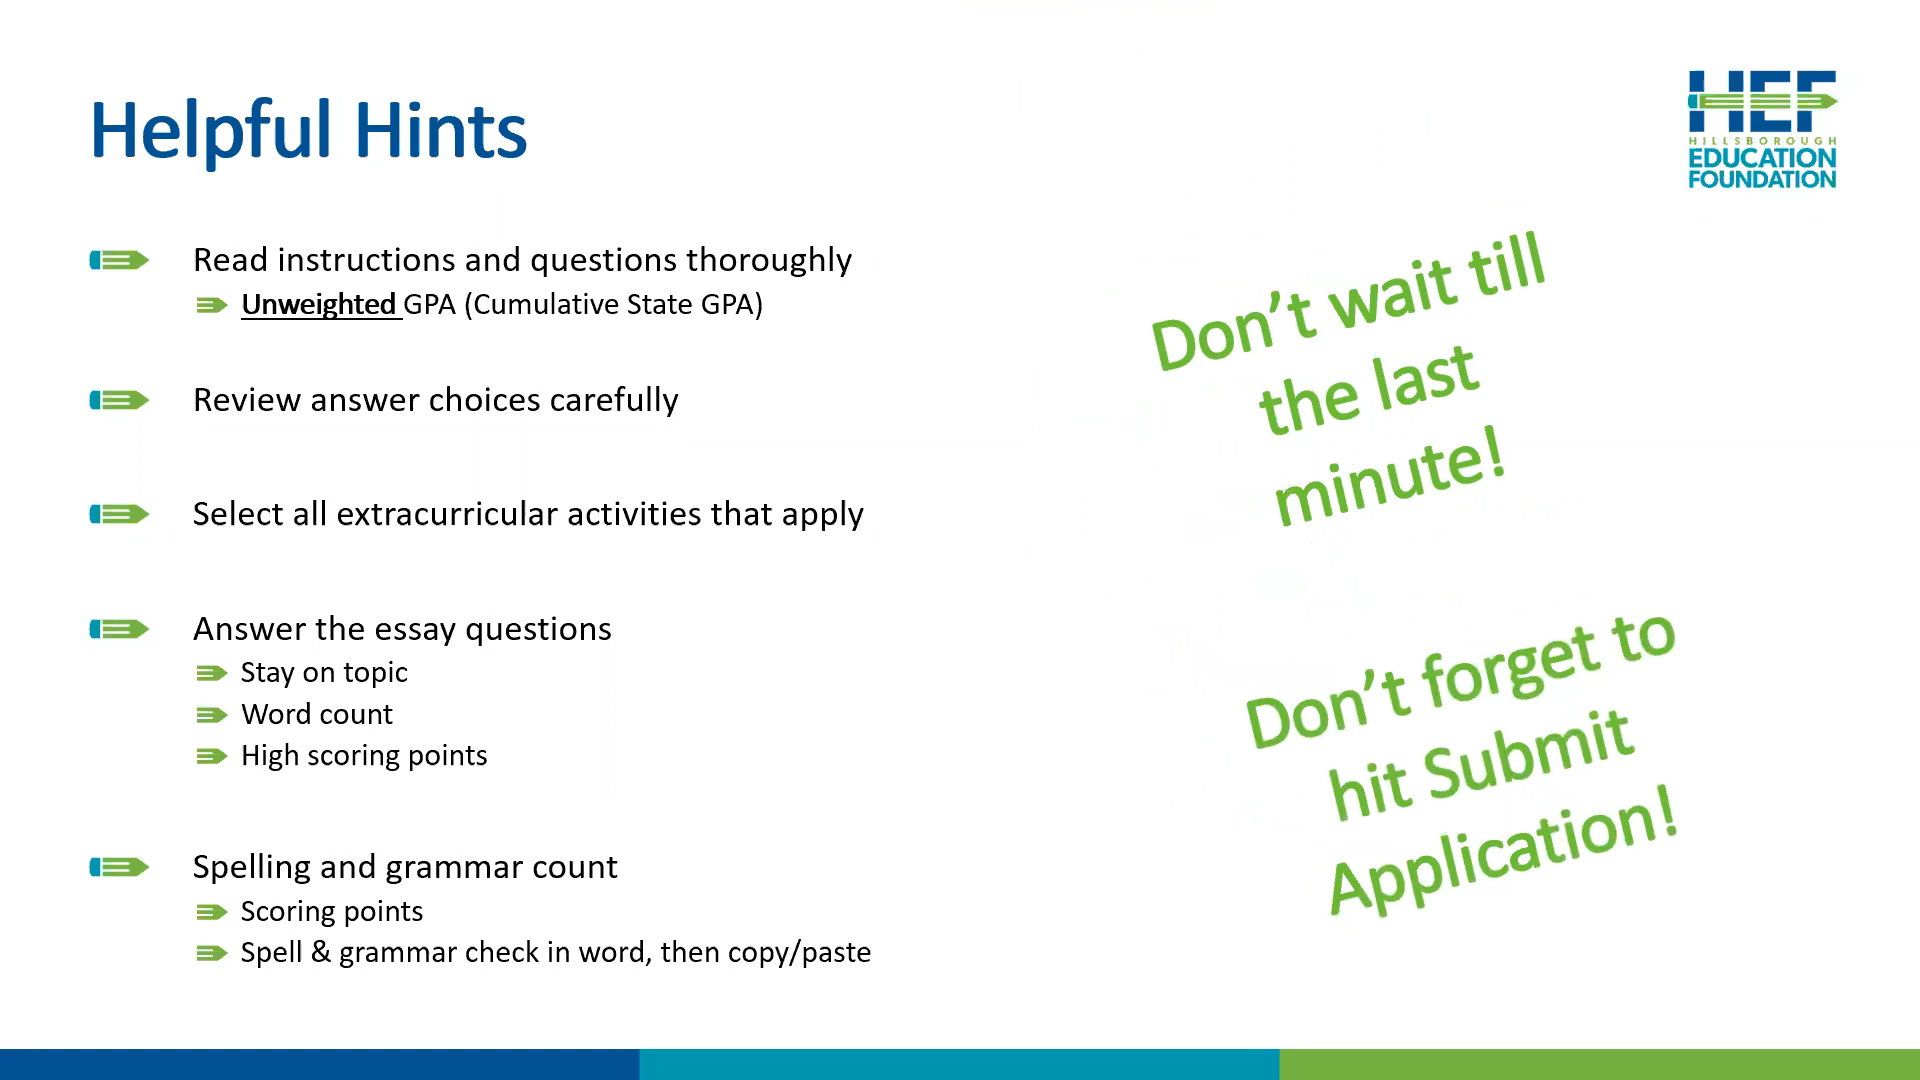 Helpful Hints
HEF
HILLSBOROUGH
EDUCATION
FOUNDATION
Read instructions and questions thoroughly
Unweighted GPA (Cumulative State GPA)
Review answer choices carefully
Select all extracurricular activities that apply
Answer the essay questions
Stay on topic
Word count
High scoring points
Spelling and grammar count
Scoring points
Spell & grammar check in word, then copy/paste
Don’t wait till
the last
minute!
Don’t forget to
hit Submit
Application!